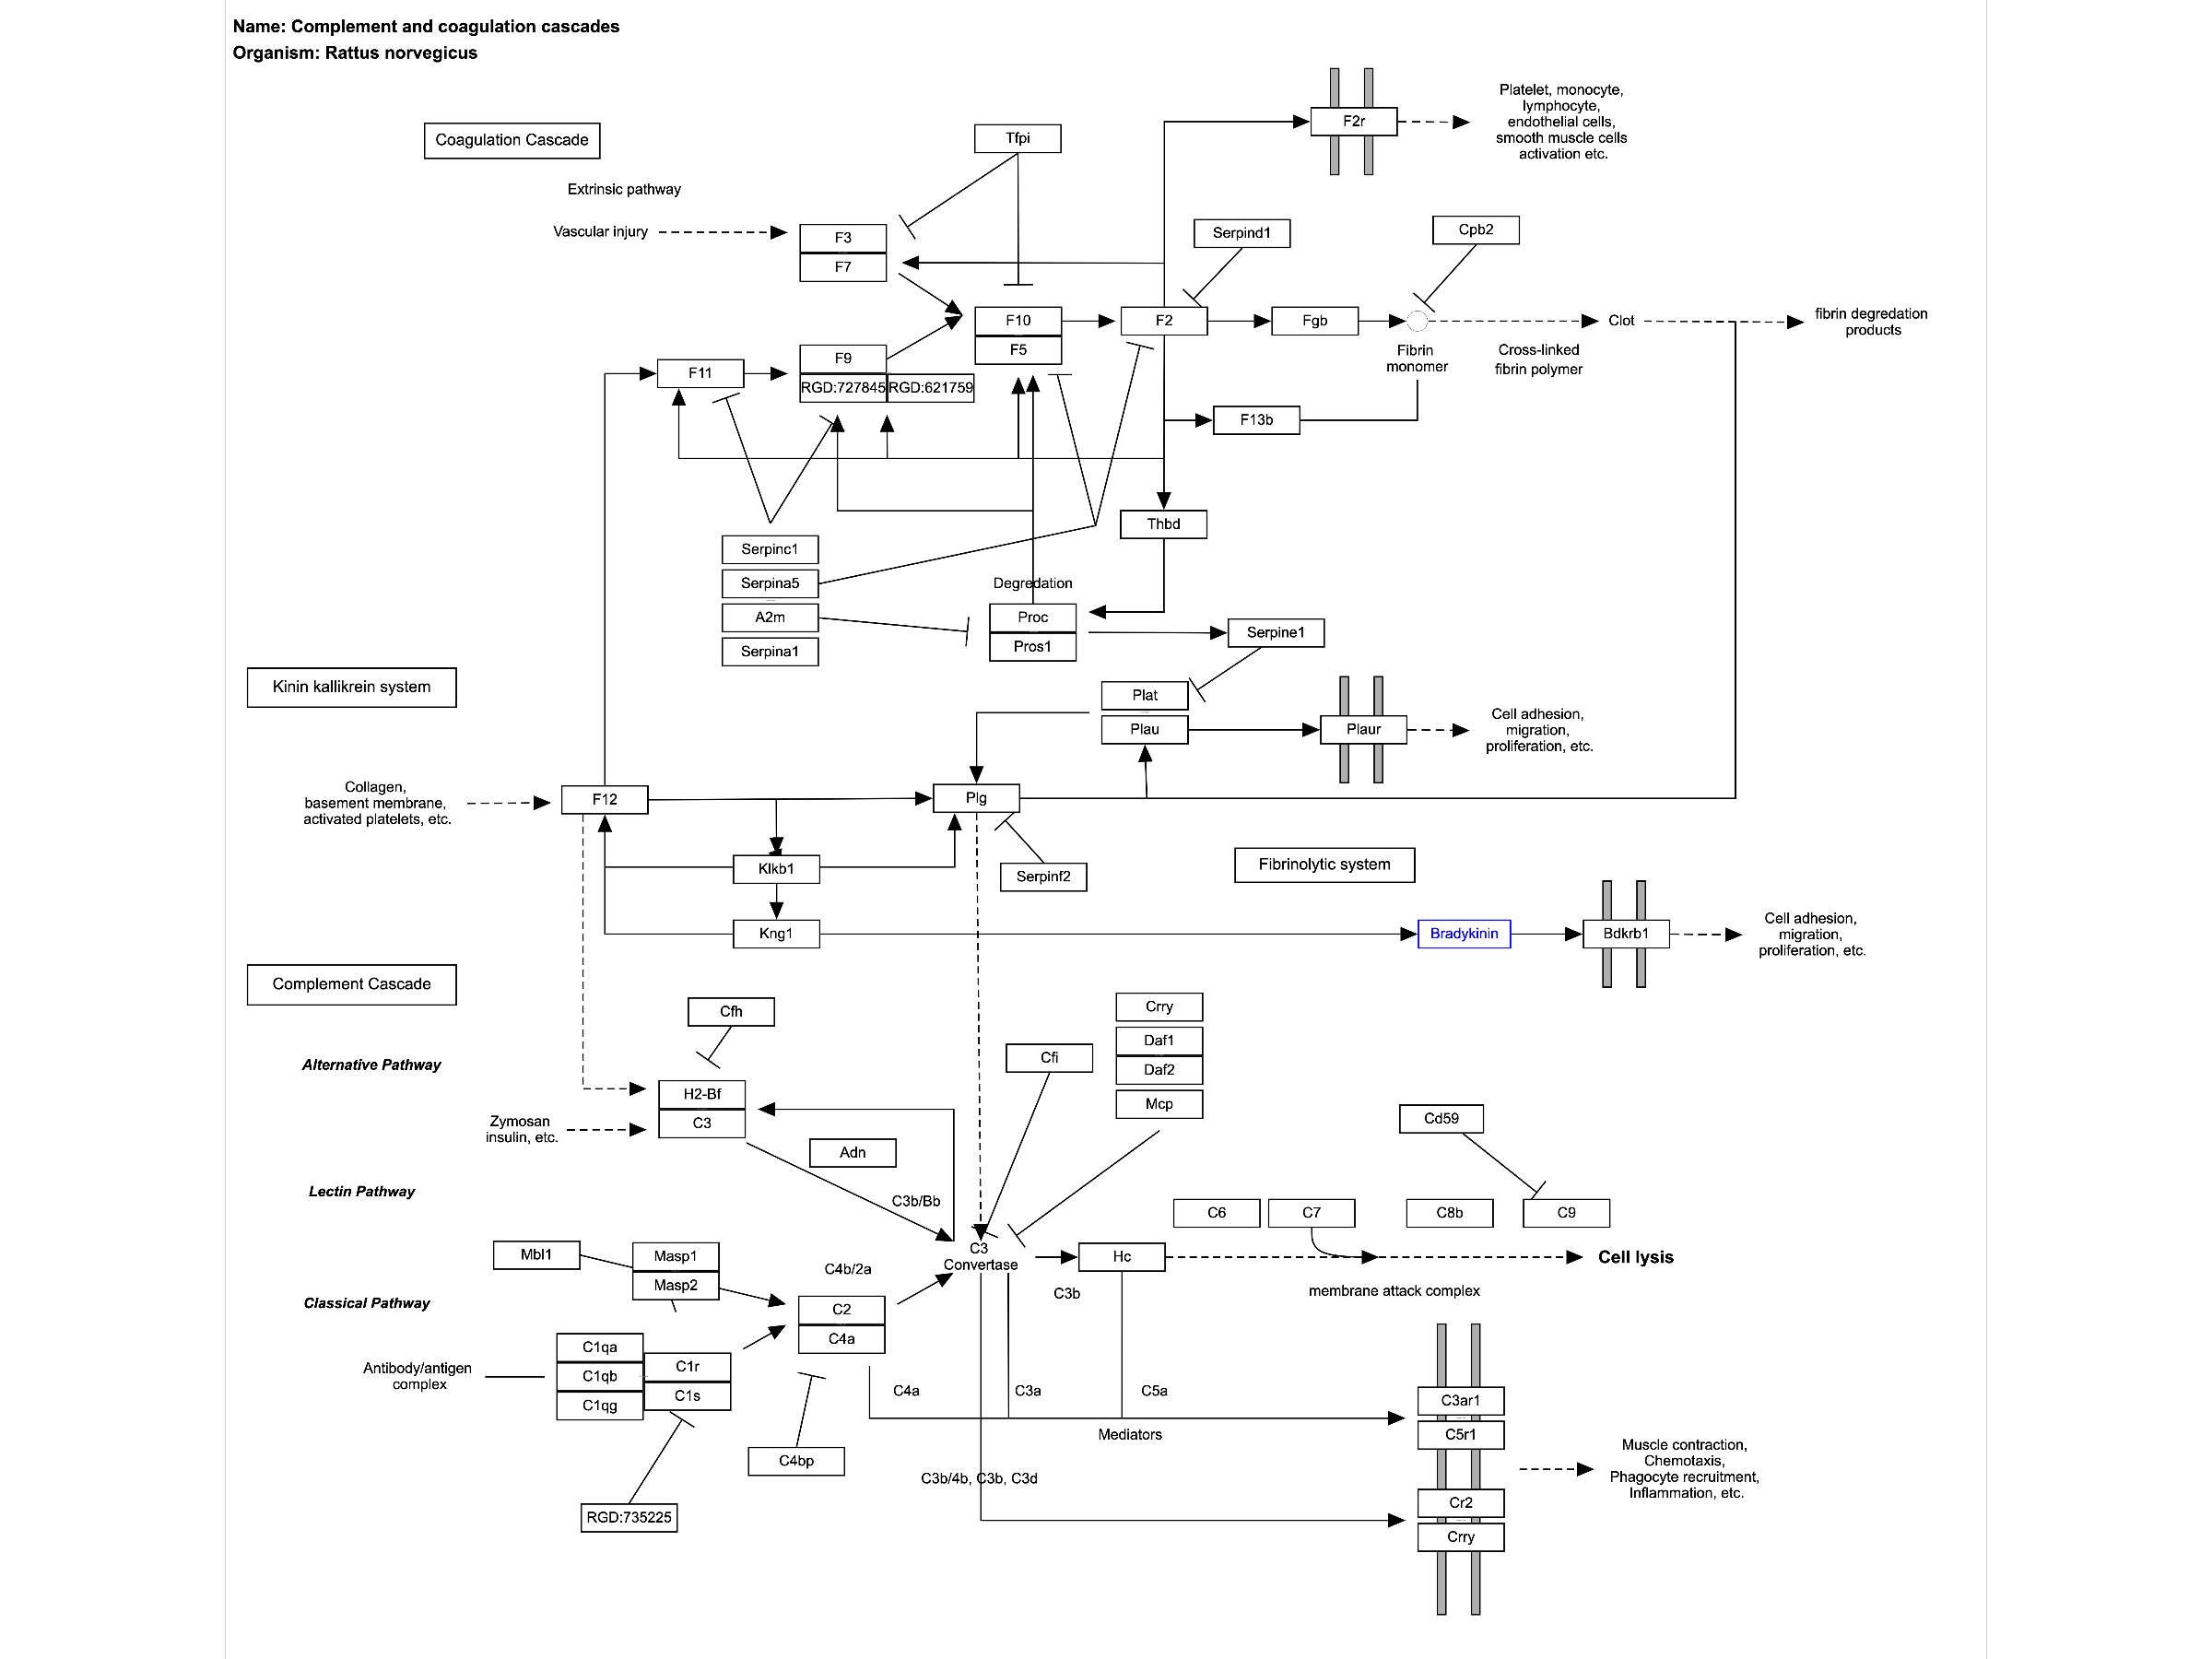 Name: Complement and coagulation cascades
Organism: Rattus norvegicus
Platelet, monocyte,
lymphocyte,
endothelial cells,
smooth muscle cells
activation etc.
F2r
Coagulation Cascade
Tfpi
Extrinsic pathway
Vascular injury
F3
F7
Serpind1
Cpb2
F10
F5
F2
Fgb
Clot
fibrin degradation
products
Fibrin
monomer
Cross-linked
fibrin polymer
F11
F9
RGD:727845
RGD:621759
F13b
Thbd
Serpinc1
Serpina5
A2m
Serpina1
Degredation
Proc
Pros1
Serpine1
Kinin kallikrein system
Plat
Plau
Plaur
Cell adhesion,
migration,
proliferation, etc.
Collagen,
basement membrane,
activated platelets, etc.
F12
Plg
Klkb1
Serpinf2
Fibrinolytic system
Kng1
Bradykinin
Bdkrb1
Cell adhesion,
migration,
proliferation, etc.
Complement Cascade
Cfh
Crry
Daf1
Daf2
Mcp
Cfi
Alternative Pathway
H2-Bf
C3
Zymosan
insulin, etc.
Adn
Cd59
Lectin Pathway
C3b/Bb
C6
C7
C8b
C9
Mbl1
Masp1
Masp2
C4b/2a
C3
Convertase
Hc
Cell lysis
C3b
membrane attack complex
Classical Pathway
C2
C4a
Antibody/antigen
complex
C1qa
C1qb
C1qg
C1r
C1s
C4a
C3a
C5a
C3ar1
C5r1
Mediators
C4bp
C3b/4b, C3b, C3d
Muscle contraction,
Chemotaxis,
Phagocyte recruitment,
Inflammation, etc.
RGD:735225
Cr2
Crry